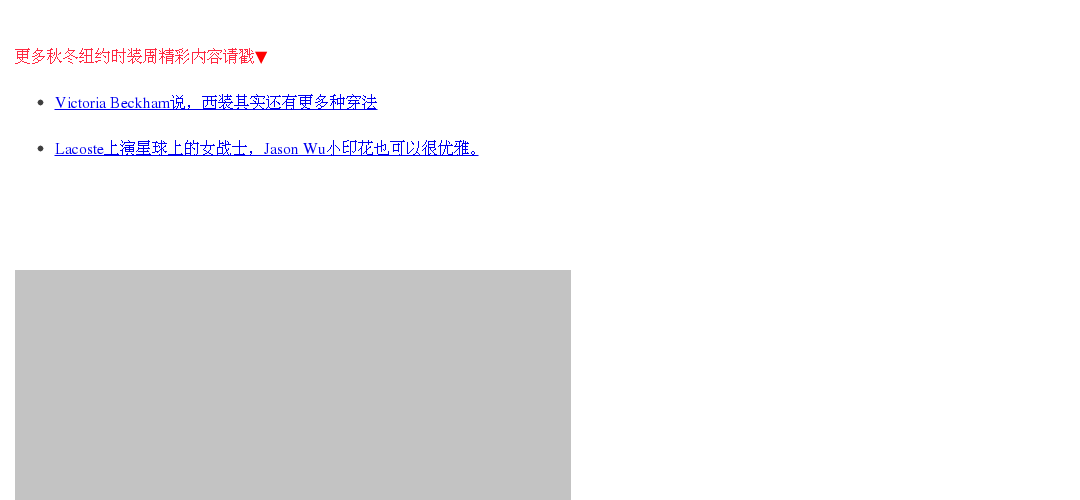 更多秋冬纽约时装周精彩内容请戳▼
Victoria Beckham说，西装其实还有更多种穿法
Lacoste上演星球上的女战士，Jason Wu小印花也可以很优雅。